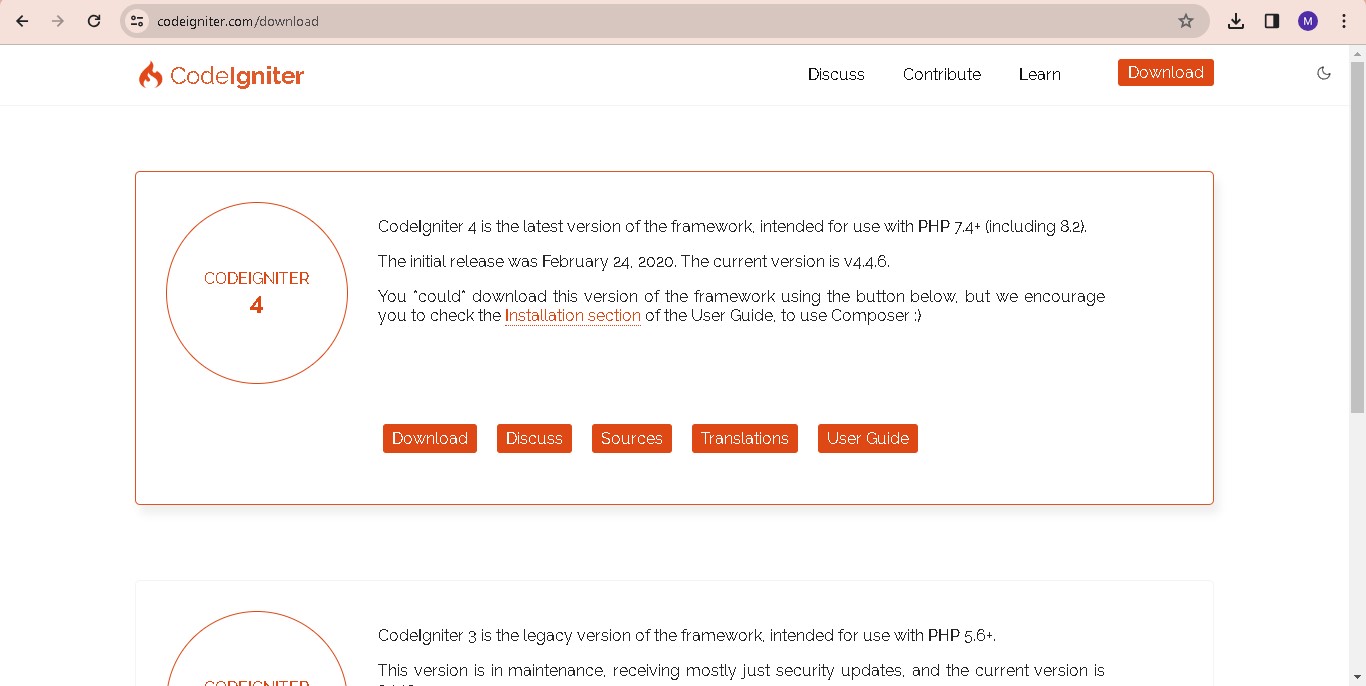 codeigniter.com/download
M
CodeIgniter
Discuss
Contribute
Learn
Download
CODEIGNITER
4
CodeIgniter 4 is the latest version of the framework, intended for use with PHP 7.4+ (including 8.2).
The initial release was February 24, 2020. The current version is v4.4.6.
You *could* download this version of the framework using the button below, but we encourage
you to check the Installation section of the User Guide, to use Composer :)
Download
Discuss
Sources
Translations
User Guide
CODEIGNITER
CodeIgniter 3 is the legacy version of the framework, intended for use with PHP 5.6+.
This version is in maintenance, receiving mostly just security updates, and the current version is